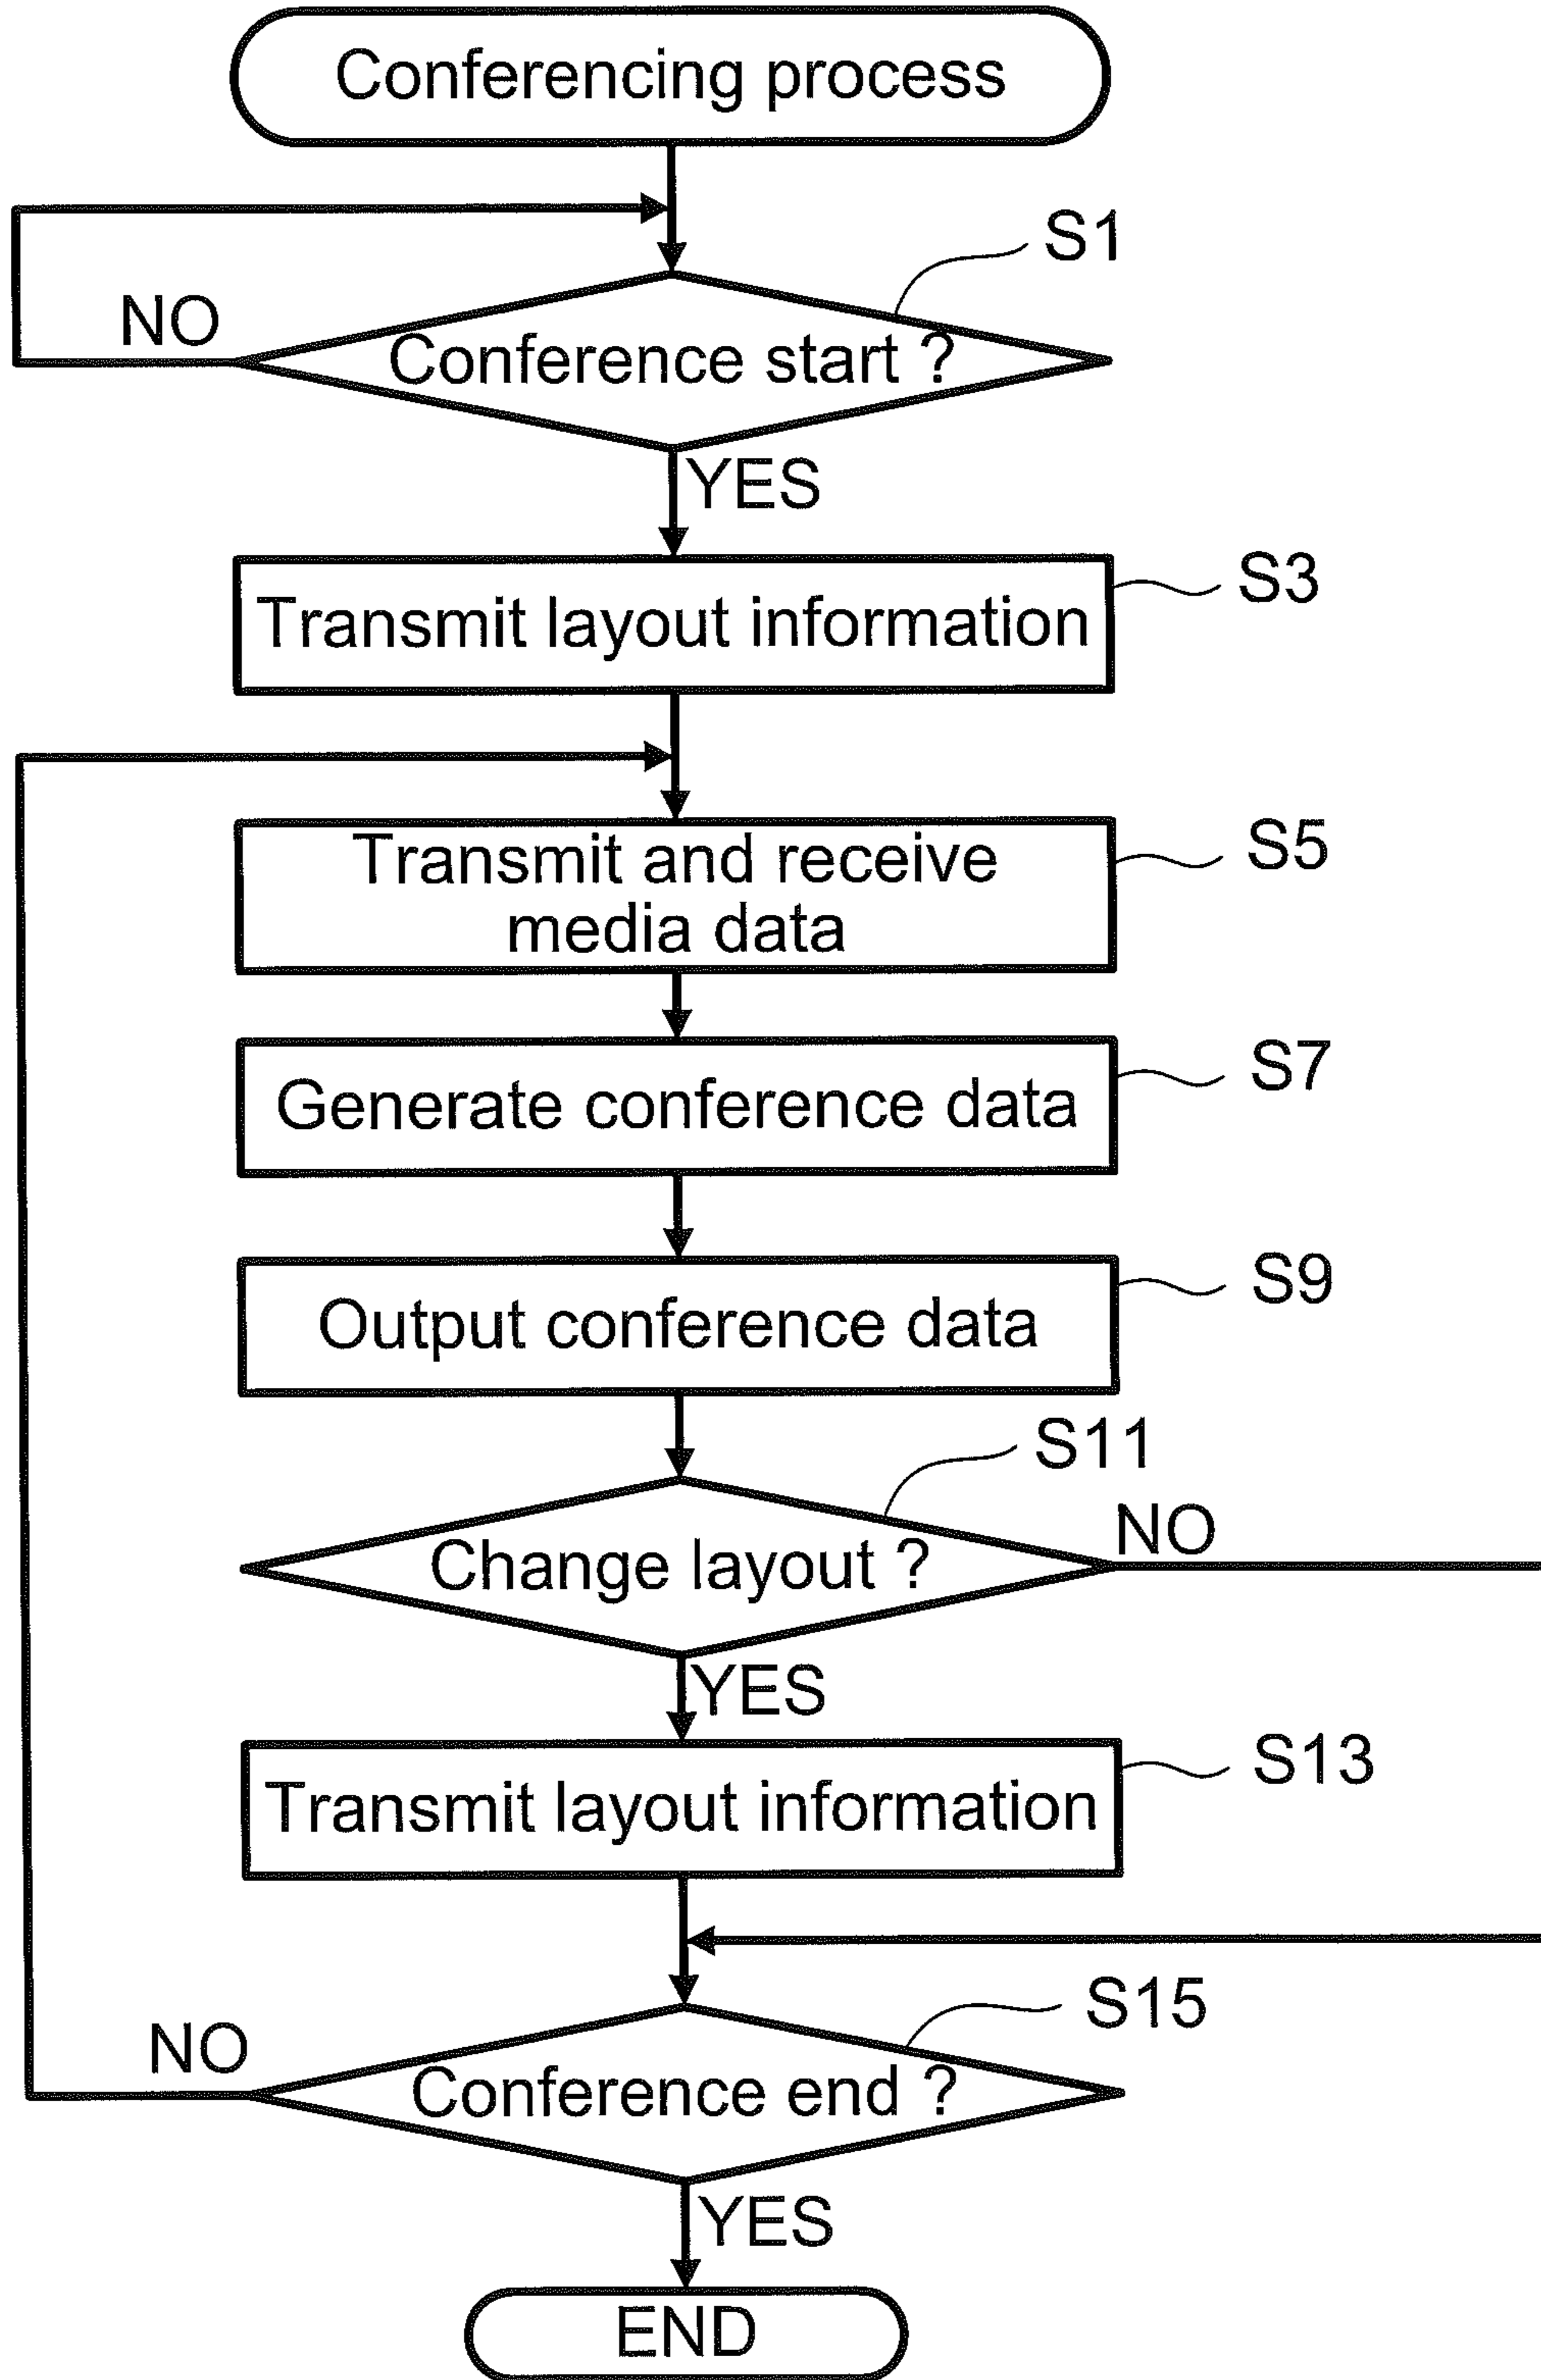 Conferencing process
S1
NO
Conference start ?
YES
S3
Transmit layout information
S5
Transmit and receive
media data
S7
Generate conference data
S9
Output conference data
S11
NO
Change layout ?
YES
S13
Transmit layout information
S15
NO
Conference end ?
YES
END